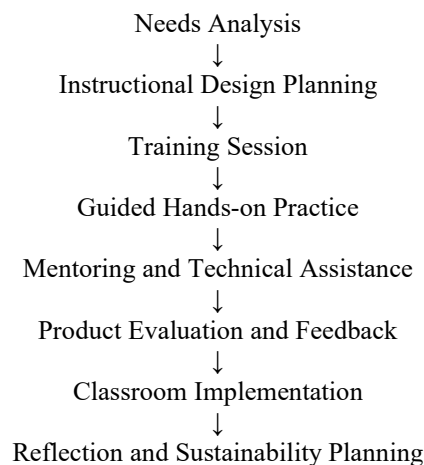 Needs Analysis
↓
Instructional Design Planning
↓
Training Session
↓
Guided Hands-on Practice
↓
Mentoring and Technical Assistance
↓
Product Evaluation and Feedback
↓
Classroom Implementation
↓
Reflection and Sustainability Planning